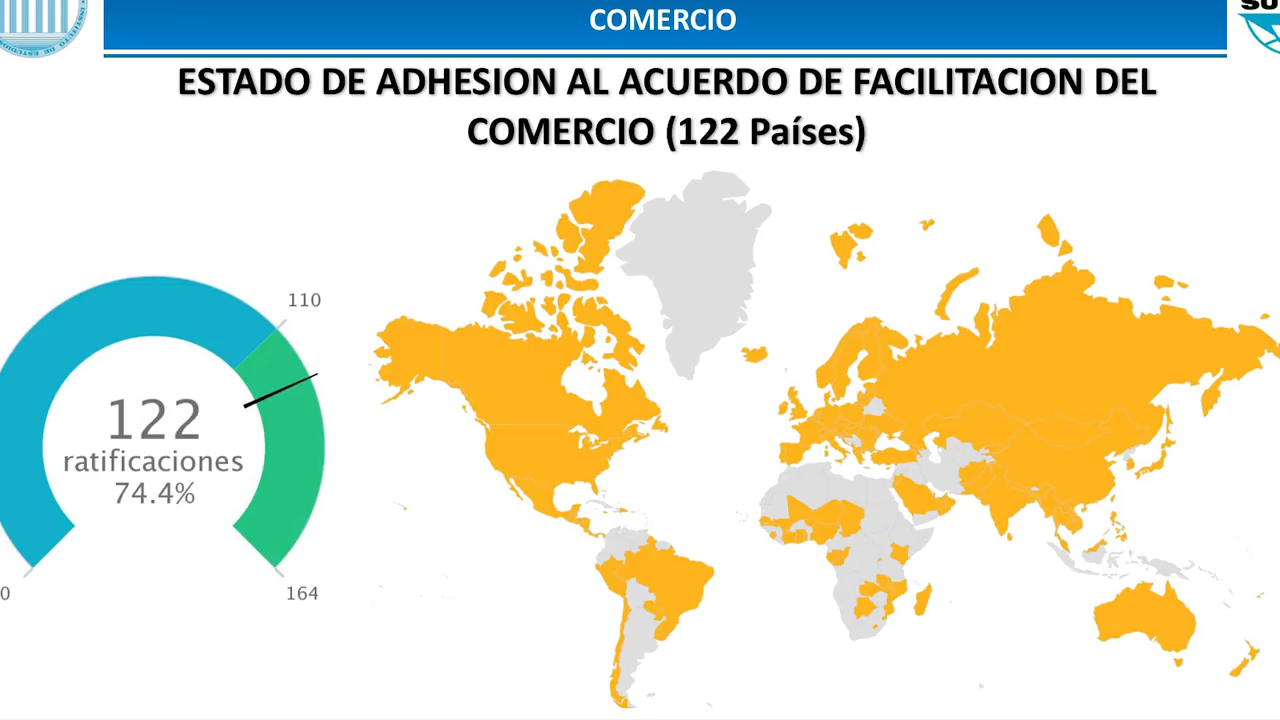 COMERCIO
ESTADO DE ADHESION AL ACUERDO DE FACILITACION DEL
COMERCIO (122 Países)
110
122
ratificaciones
74.4%
0
164